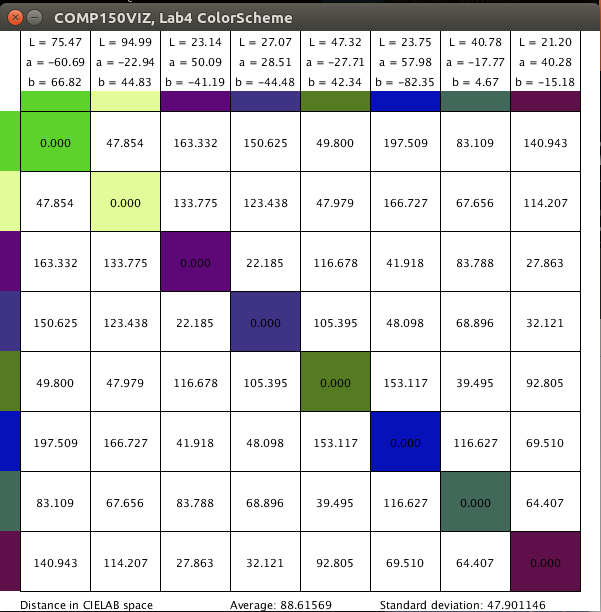 COMP150VIZ, Lab4 ColorScheme
L = 75.47 L = 94.99 L = 23.14 L = 27.07 L = 47.32 L = 23.75 L = 40.78 L = 21.20
a = -60.69 a = -22.94 a = 50.09 a = 28.51 a = -27.71 a = 57.98 a = -17.77 a = 40.28
b = 66.82 b = 44.83 b = -41.19 b = -44.48 b = 42.34 b = -82.35 b = 4.67 b = -15.18
0.000 47.854 163.332 150.625 49.800 197.509 83.109 140.943
47.854 0.000 133.775 123.438 47.979 166.727 67.656 114.207
163.332 133.775 0.000 22.185 116.678 41.918 83.788 27.863
150.625 123.438 22.185 0.000 105.395 48.098 68.896 32.121
49.800 47.979 116.678 105.395 0.000 153.117 39.495 92.805
197.509 166.727 41.918 48.098 153.117 0.000 116.627 69.510
83.109 67.656 83.788 68.896 39.495 116.627 0.000 64.407
140.943 114.207 27.863 32.121 92.805 69.510 64.407 0.000
Distance in CIELAB space Average: 88.61569 Standard deviation: 47.901146